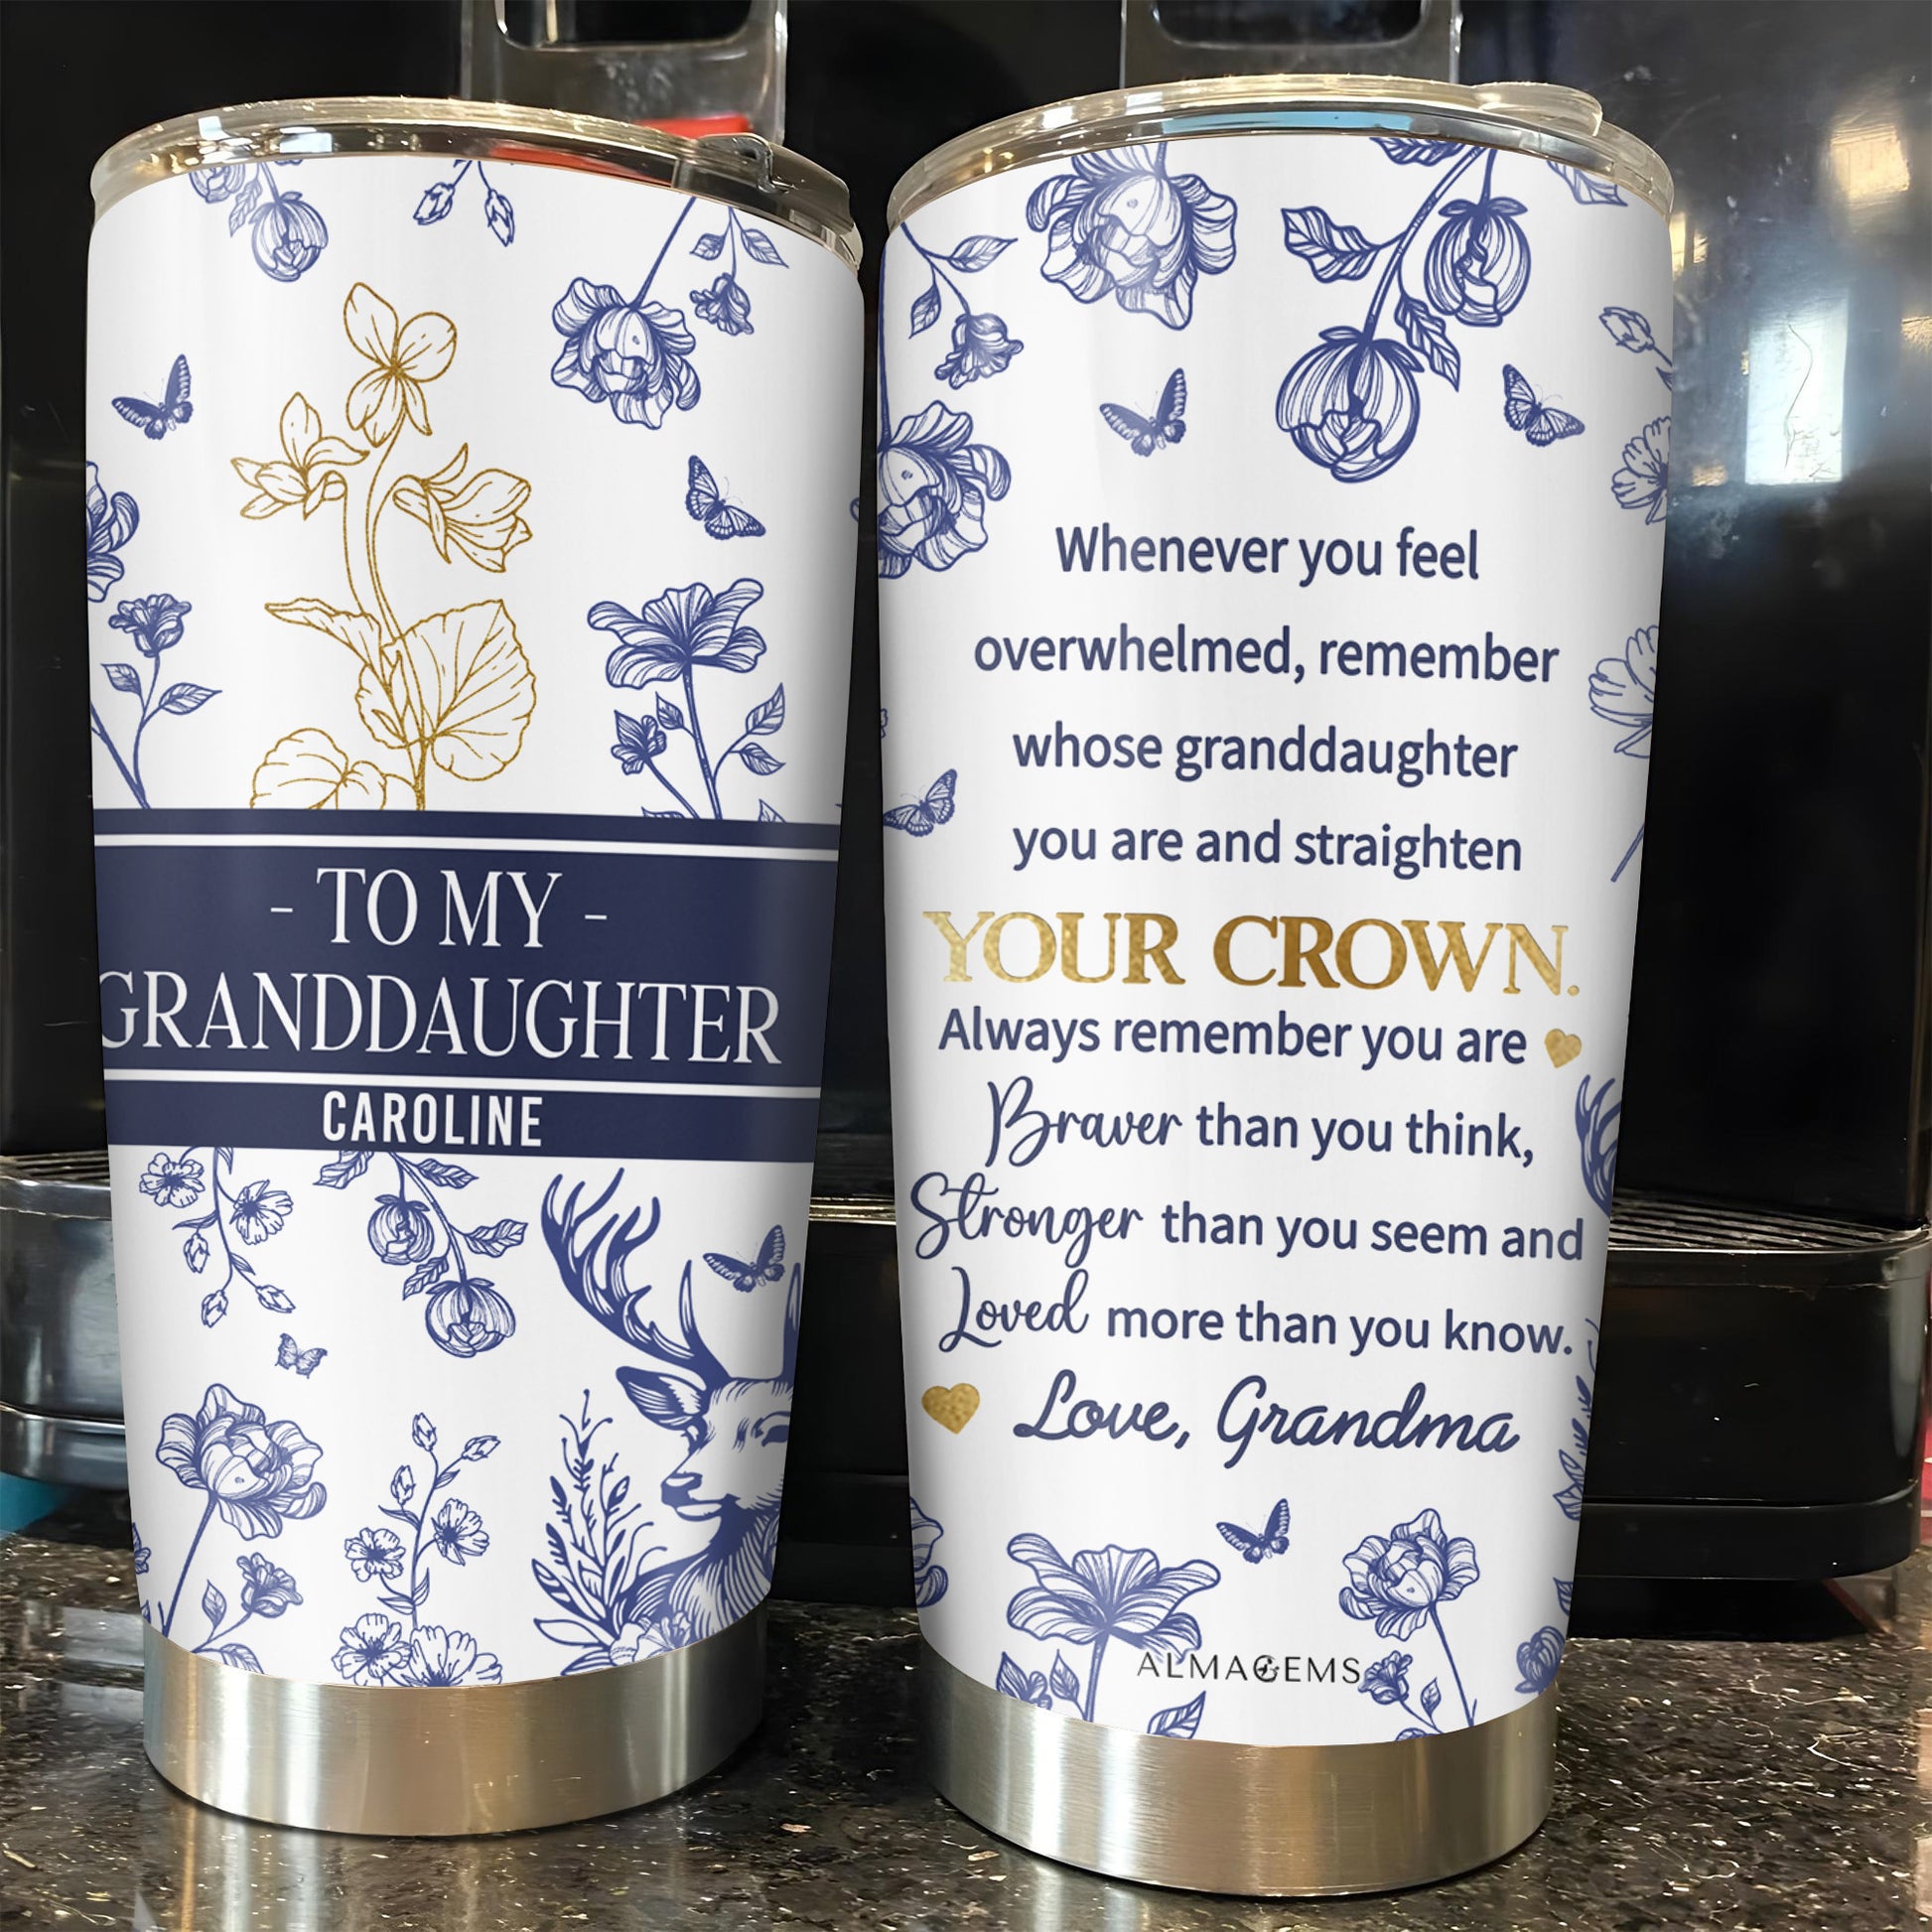 - TO MY -
GRANDDAUGHTER
CAROLINE
Whenever you feel
overwhelmed, remember
whose granddaughter
you are and straighten
YOUR CROWN.
Always remember you are
Braver than you think,
Stronger than you seem and
Loved more than you know.
Love, Grandma
ALMAGEMS